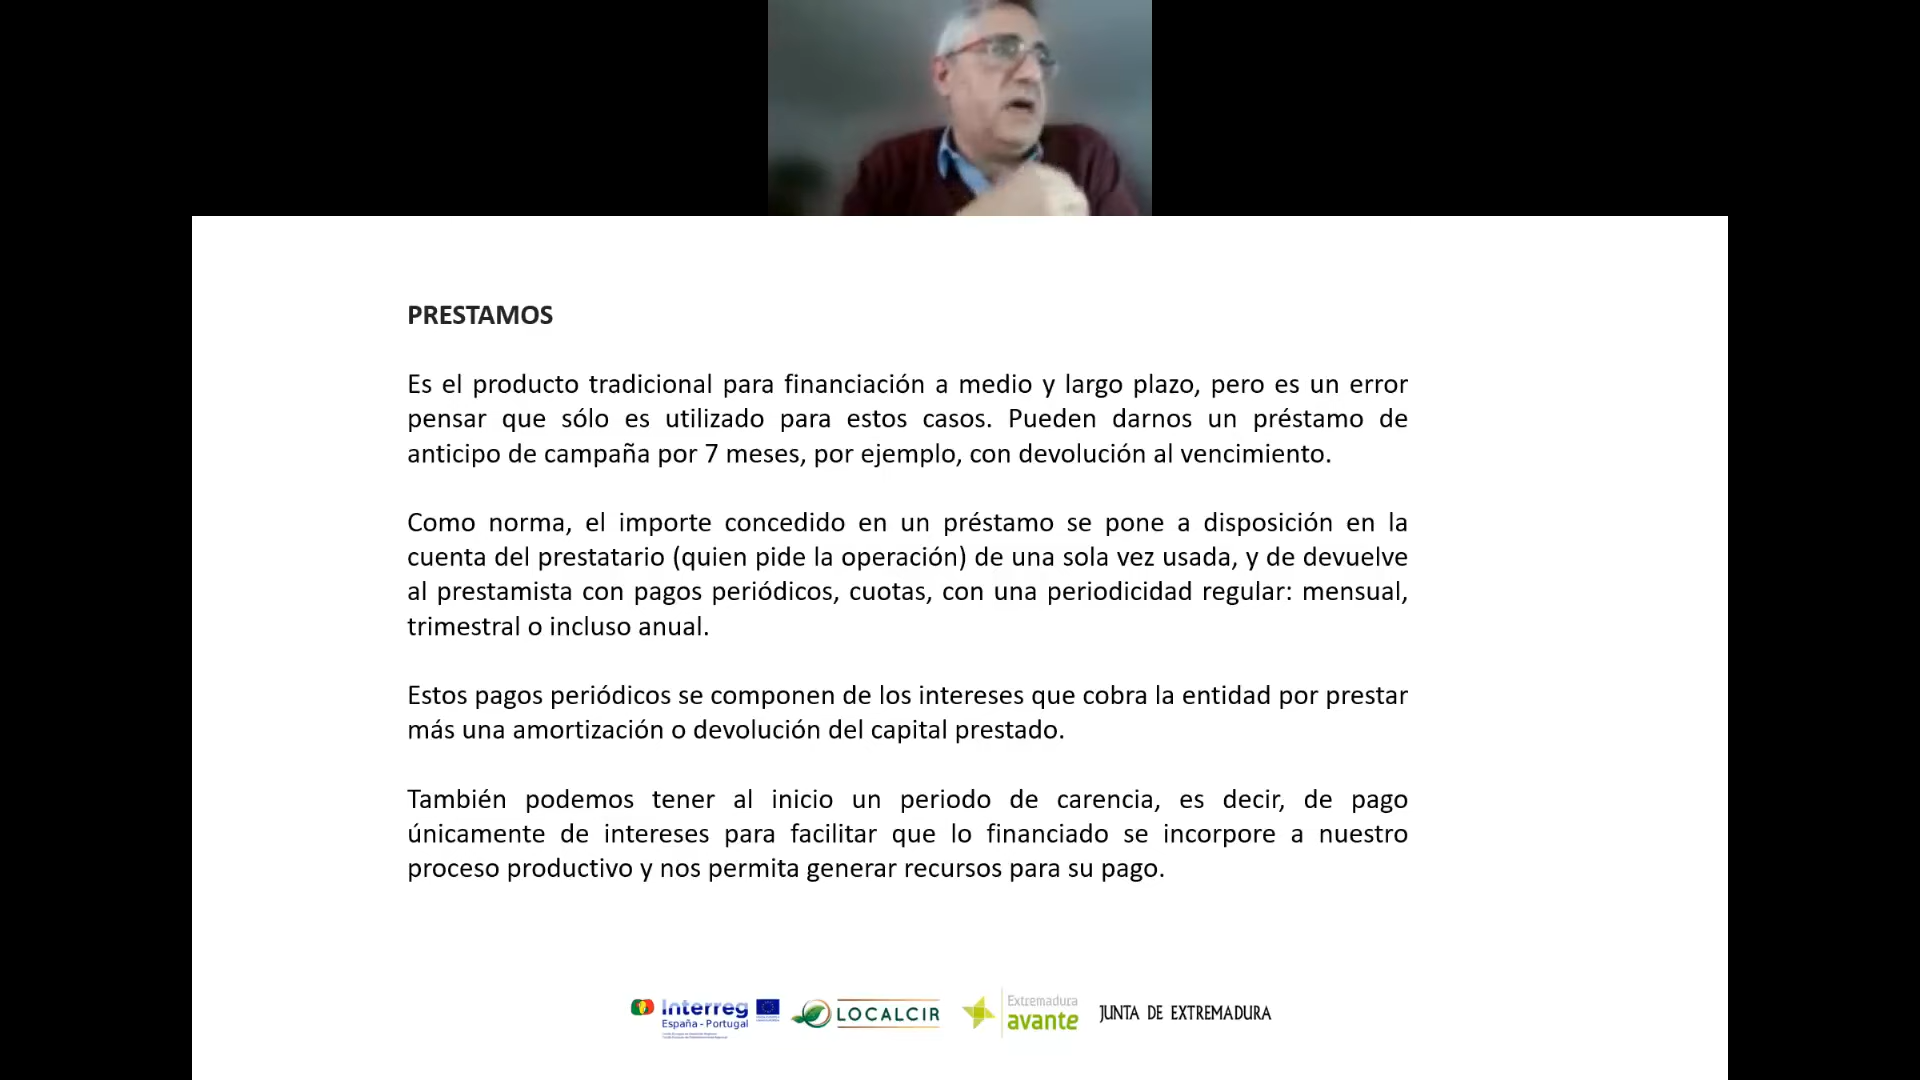 PRESTAMOS
Es el producto tradicional para financiación a medio y largo plazo, pero es un error
pensar que sólo es utilizado para estos casos. Pueden darnos un préstamo de
anticipo de campaña por 7 meses, por ejemplo, con devolución al vencimiento.
Como norma, el importe concedido en un préstamo se pone a disposición en la
cuenta del prestatario (quien pide la operación) de una sola vez usada, y de devuelve
al prestamista con pagos periódicos, cuotas, con una periodicidad regular: mensual,
trimestral o incluso anual.
Estos pagos periódicos se componen de los intereses que cobra la entidad por prestar
más una amortización o devolución del capital prestado.
También podemos tener al inicio un periodo de carencia, es decir, de pago
únicamente de intereses para facilitar que lo financiado se incorpore a nuestro
proceso productivo y nos permita generar recursos para su pago.
Interreg
España - Portugal
LOCALCIR
Extremadura
avante
JUNTA DE EXTREMADURA